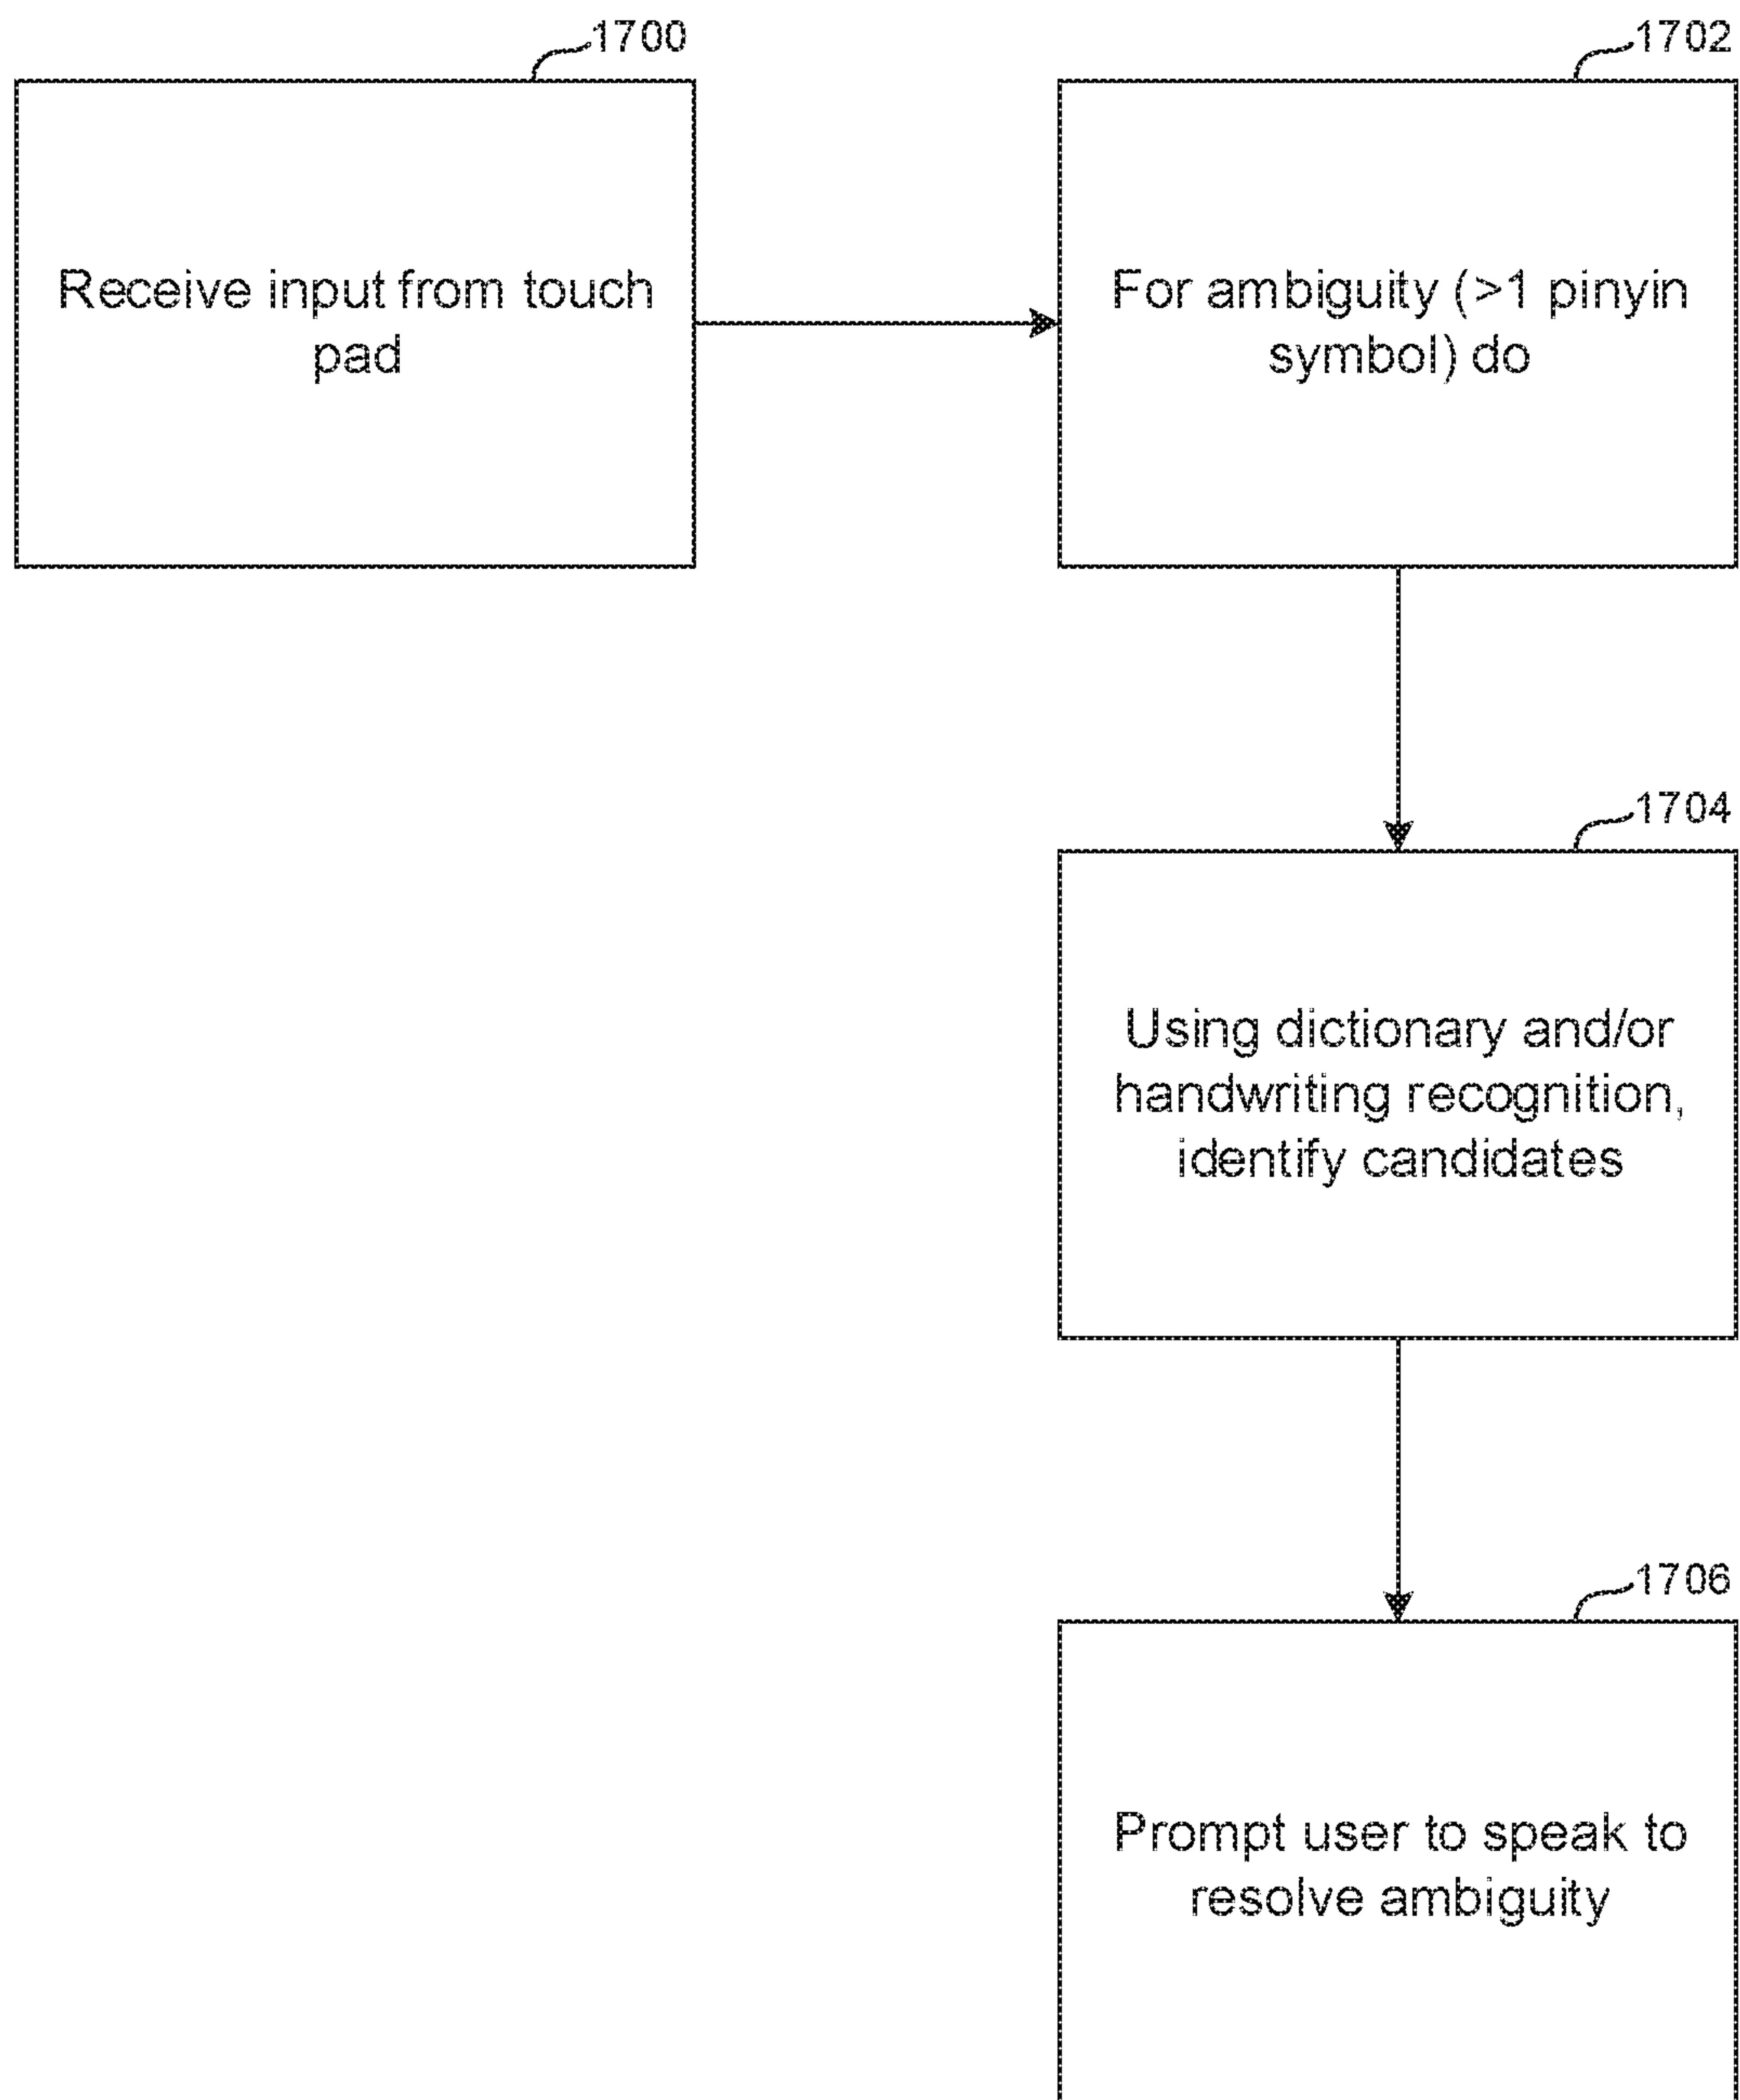 1700
Receive input from touch
pad
1702
For ambiguity (>1 pinyin
symbol) do
1704
Using dictionary and/or
handwriting recognition,
identify candidates
1706
Prompt user to speak to
resolve ambiguity